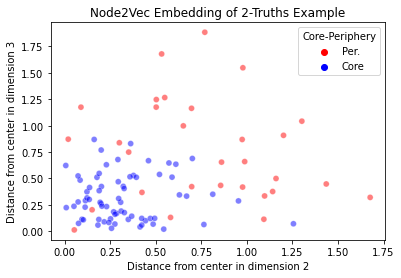 Node2Vec Embedding of 2-Truths Example
Core-Periphery
Per.
Core
Distance from center in dimension 3
1.75
1.50
1.25
1.00
0.75
0.50
0.25
0.00
0.00 0.25 0.50 0.75 1.00 1.25 1.50 1.75
Distance from center in dimension 2